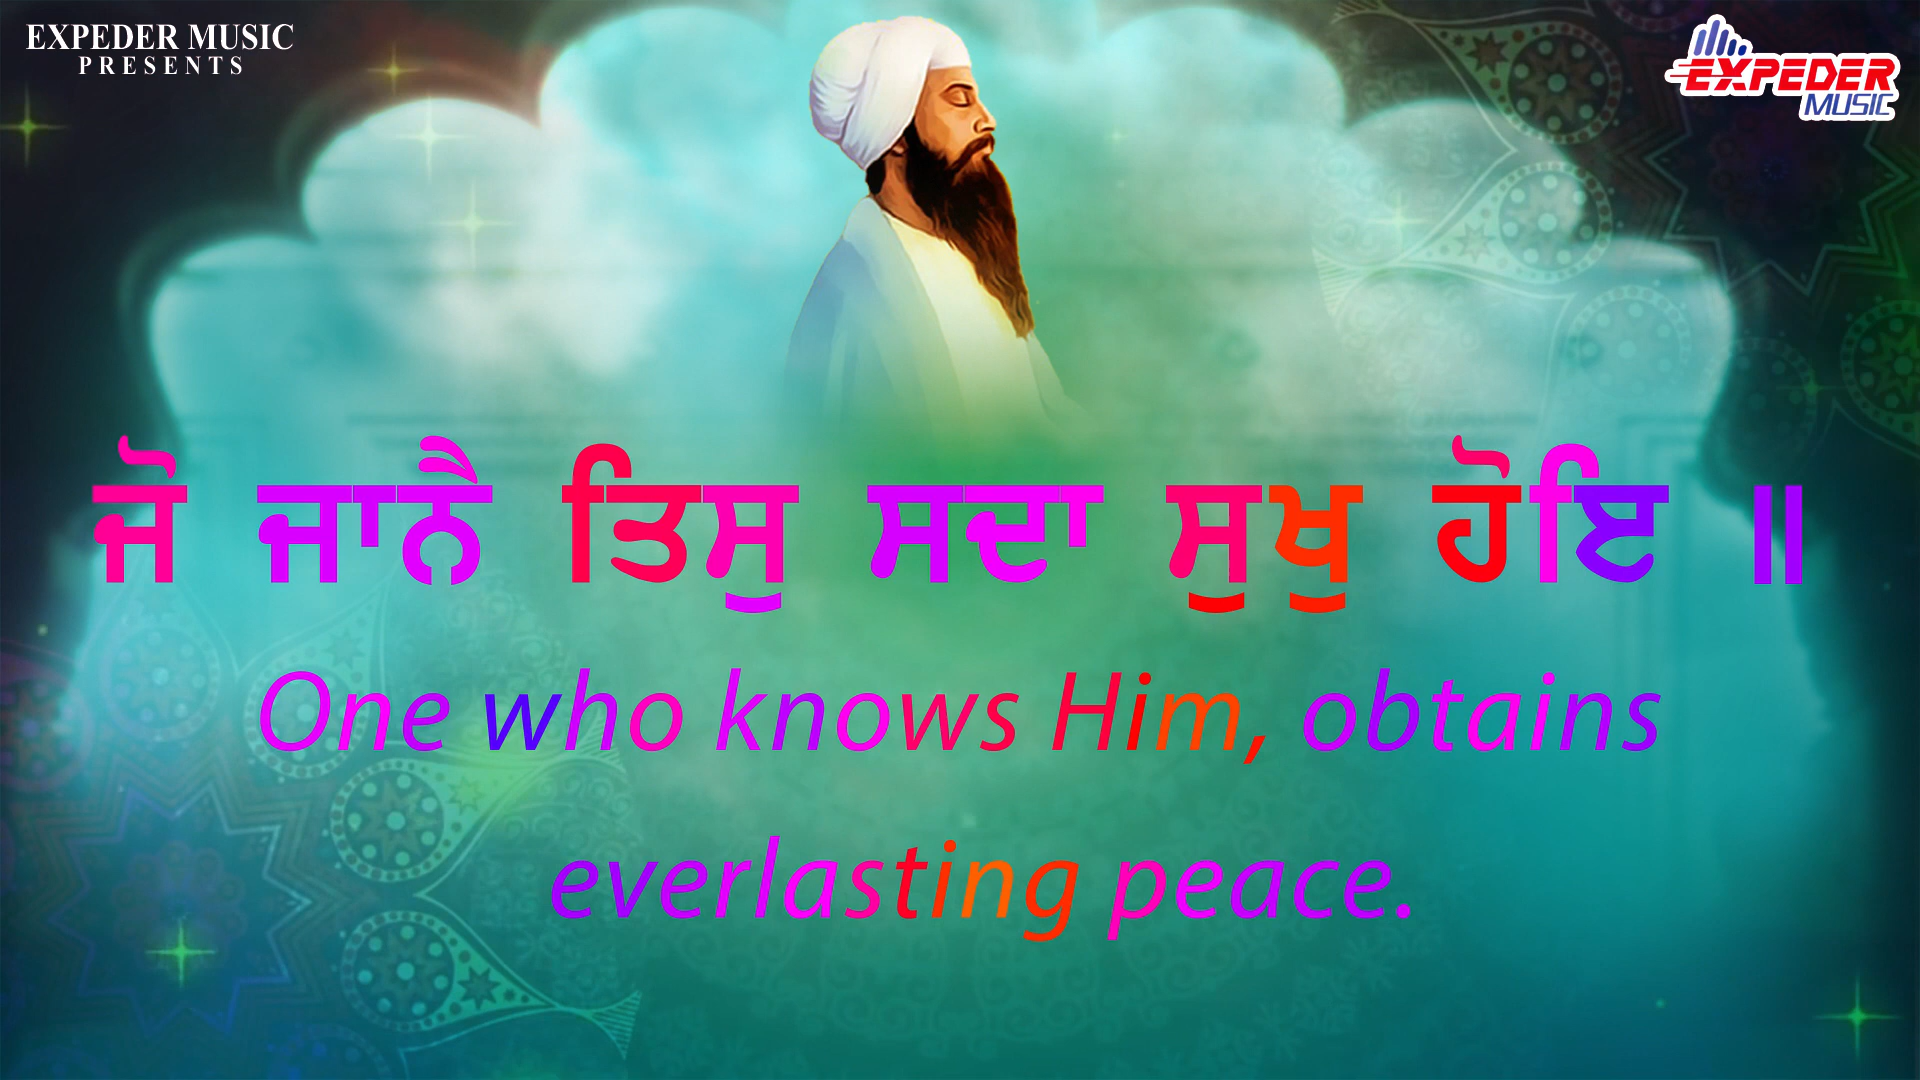 EXPEDER MUSIC
PRESENTS
EXPEDER
MUSIC
ਜੋ ਜਾਨੈ ਤਿਸੁ ਸਦਾ ਸੁਖੁ ਹੋਇ ॥
One who knows Him, obtains
everlasting peace.